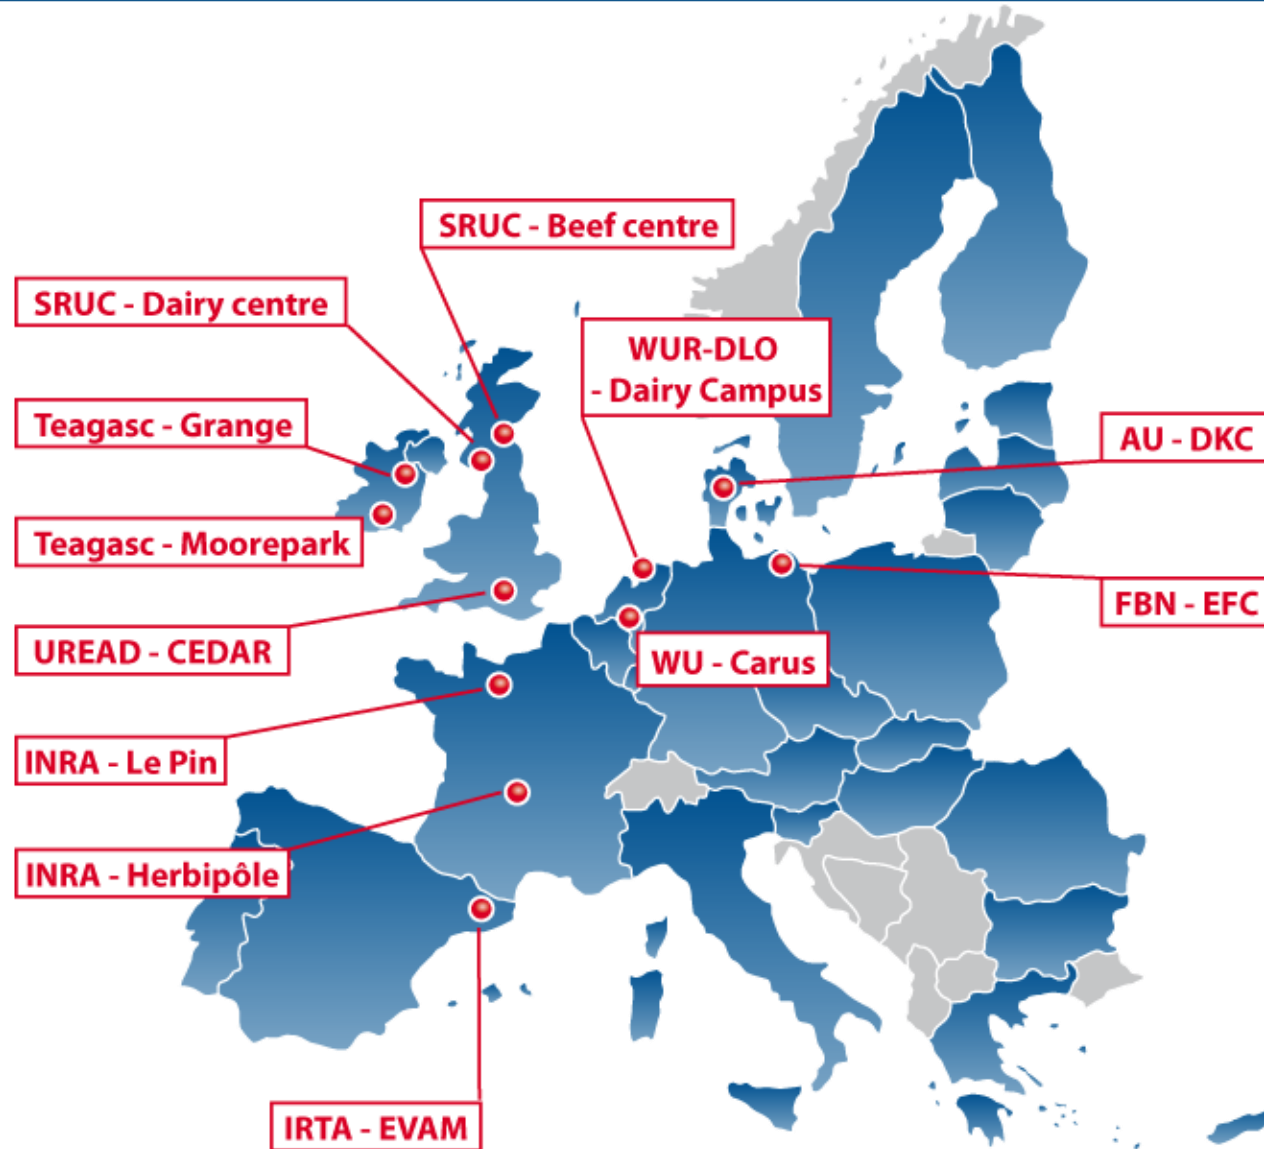 SRUC - Beef centre
SRUC - Dairy centre
WUR-DLO
- Dairy Campus
Teagasc - Grange
AU - DKC
Teagasc - Moorepark
FBN - EFC
UREAD - CEDAR
WU - Carus
INRA - Le Pin
INRA - Herbipôle
IRTA - EVAM